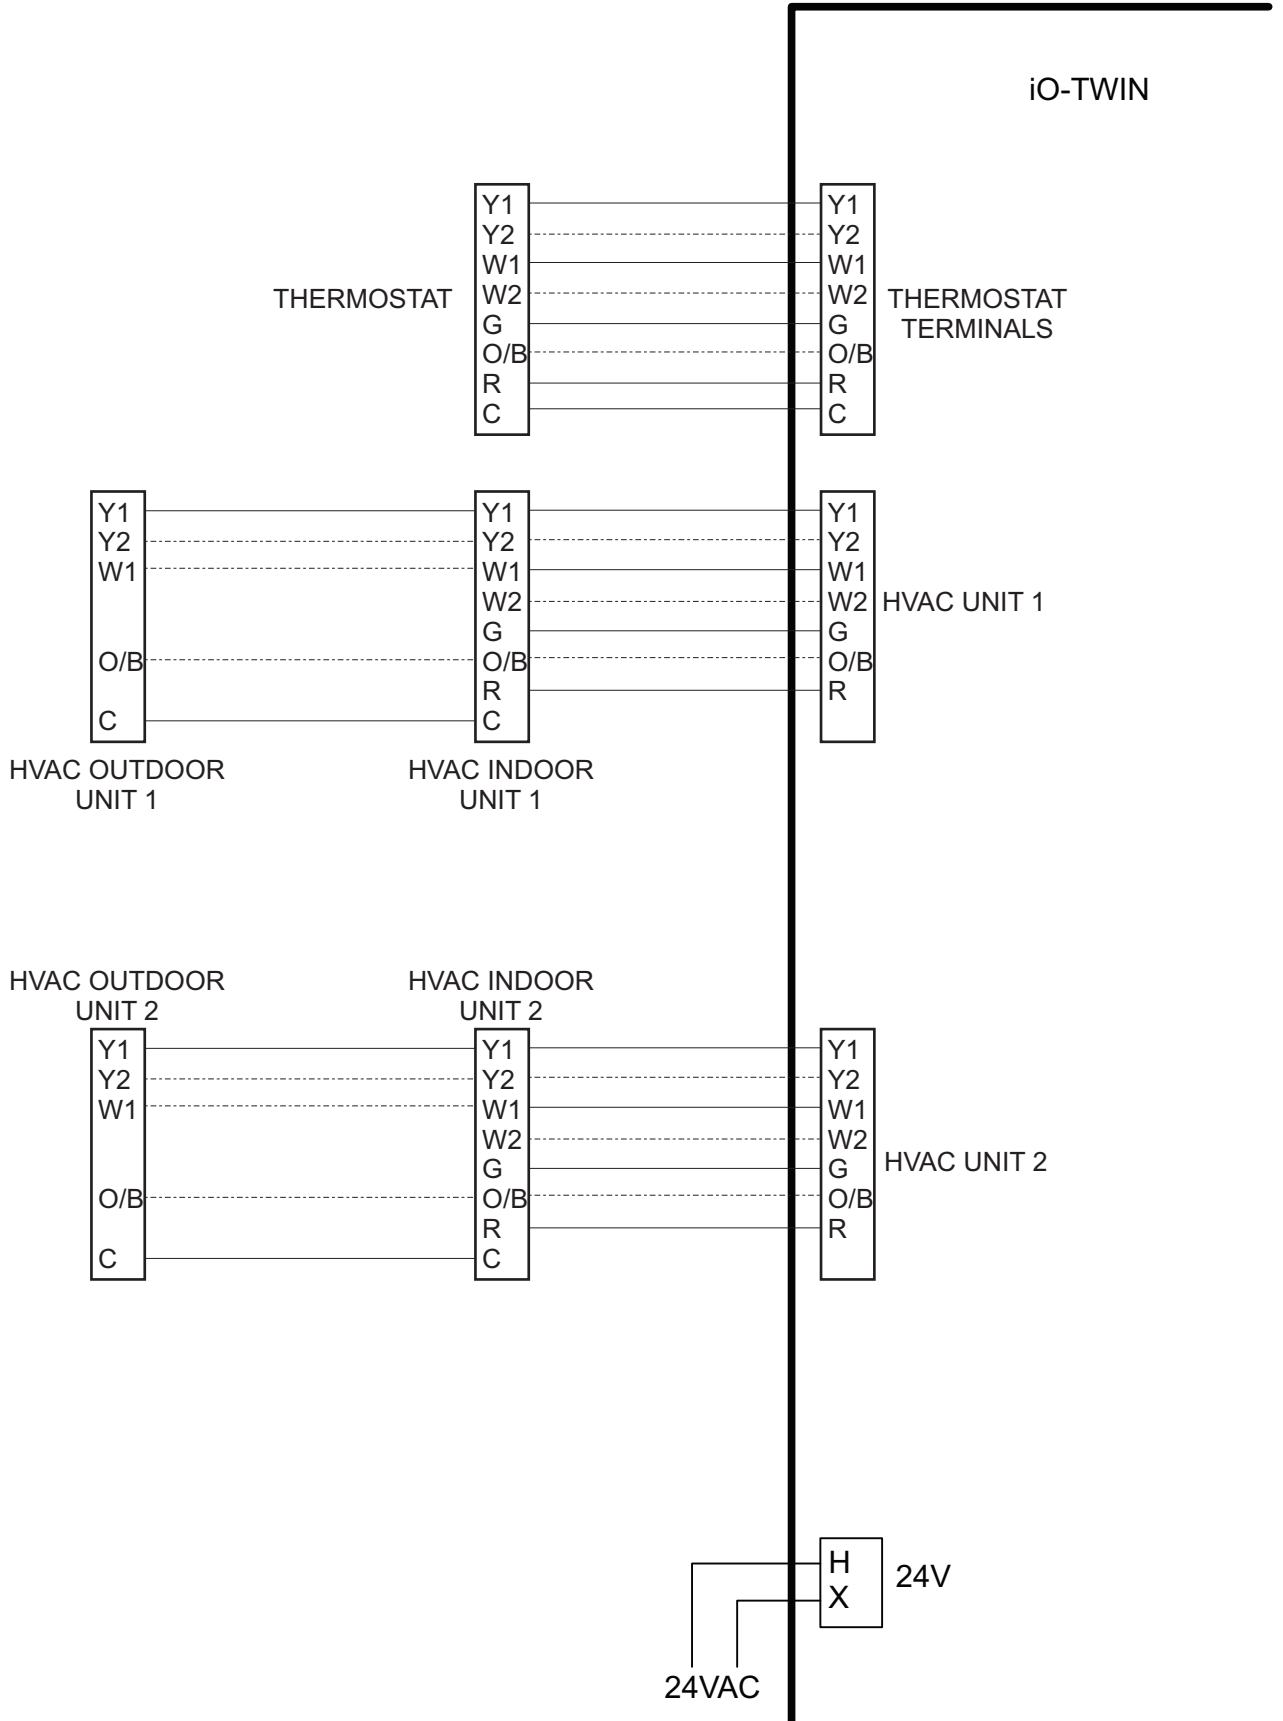 iO-TWIN
THERMOSTAT
Y1
Y2
W1
W2
G
O/B
R
C
Y1
Y2
W1
W2
G
O/B
R
C
THERMOSTAT
TERMINALS
Y1
Y2
W1
O/B
C
HVAC OUTDOOR
UNIT 1
Y1
Y2
W1
W2
G
O/B
R
C
HVAC INDOOR
UNIT 1
Y1
Y2
W1
W2
G
O/B
R
HVAC UNIT 1
HVAC OUTDOOR
UNIT 2
Y1
Y2
W1
O/B
C
HVAC INDOOR
UNIT 2
Y1
Y2
W1
W2
G
O/B
R
C
Y1
Y2
W1
W2
G
O/B
R
HVAC UNIT 2
H
X
24V
24VAC